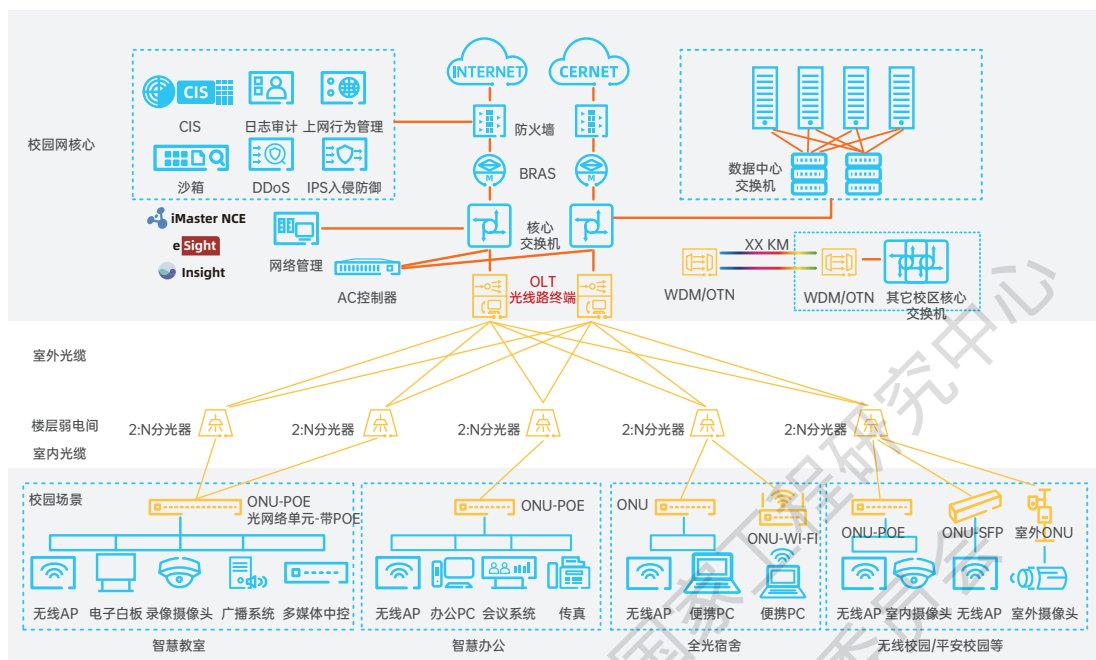 INTERNET
CERNET
CIS
CIS
日志审计
上网行为管理
防火墙
校园网核心
沙箱
DDoS
IPS入侵防御
BRAS
数据中心
交换机
iMaster NCE
eSight
Insight
网络管理
核心
交换机
AC控制器
OLT
光线路终端
XX KM
WDM/OTN
WDM/OTN
其它校区核心
交换机
室外光缆
楼层弱电间
2:N分光器
2:N分光器
2:N分光器
2:N分光器
2:N分光器
室内光缆
校园场景
ONU-POE
光网络单元-带POE
ONU-POE
ONU
ONU-WI-FI
ONU-POE
ONU-SFP
室外ONU
无线AP
电子白板
录像摄像头
广播系统
多媒体中控
无线AP
办公PC
会议系统
传真
无线AP
便携PC
便携PC
无线AP
室内摄像头
无线AP
室外摄像头
智慧教室
智慧办公
全光宿舍
无线校园/平安校园等
M
M
国家工程研究中心
委员会